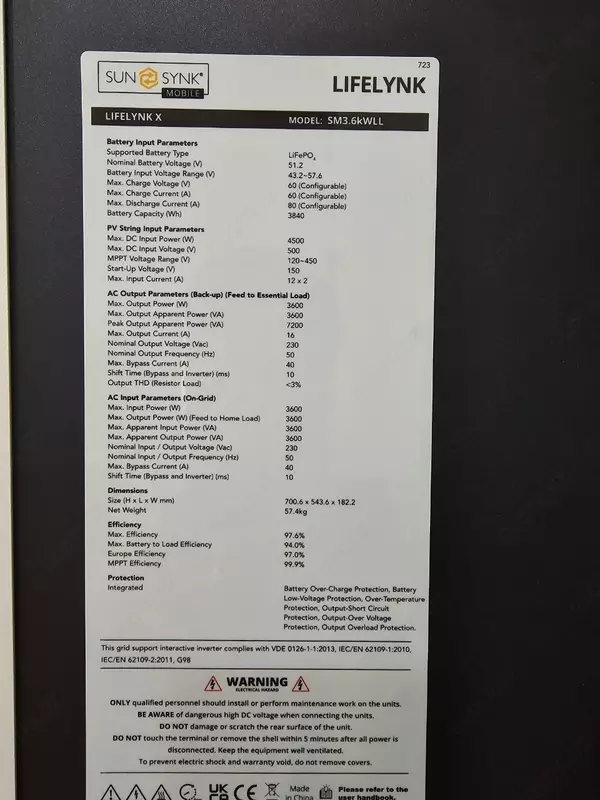 723
SUN SYNK®
MOBILE
LIFELYNK
LIFELYNK X MODEL: SM3.6kWLL
Battery Input Parameters
Supported Battery Type LiFePO₄
Nominal Battery Voltage (V) 51.2
Battery Input Voltage Range (V) 43.2~57.6
Max. Charge Voltage (V) 60 (Configurable)
Max. Charge Current (A) 60 (Configurable)
Max. Discharge Current (A) 80 (Configurable)
Battery Capacity (Wh) 3840
PV String Input Parameters
Max. DC Input Power (W) 4500
Max. DC Input Voltage (V) 500
MPPT Voltage Range (V) 120~450
Start-Up Voltage (V) 150
Max. Input Current (A) 12 x 2
AC Output Parameters (Back-up) (Feed to Essential Load)
Max. Output Power (W) 3600
Max. Output Apparent Power (VA) 3600
Peak Output Apparent Power (VA) 7200
Max. Output Current (A) 16
Nominal Output Voltage (Vac) 230
Nominal Output Frequency (Hz) 50
Max. Bypass Current (A) 40
Shift Time (Bypass and Inverter) (ms) 10
Output THD (Resistor Load) <3%
AC Input Parameters (On-Grid)
Max. Input Power (W) 3600
Max. Output Power (W) (Feed to Home Load) 3600
Max. Apparent Input Power (VA) 3600
Max. Apparent Output Power (VA) 3600
Nominal Input / Output Voltage (Vac) 230
Nominal Input / Output Frequency (Hz) 50
Max. Bypass Current (A) 40
Shift Time (Bypass and Inverter) (ms) 10
Dimensions
Size (H x L x W mm) 700.6 x 543.6 x 182.2
Net Weight 57.4kg
Efficiency
Max. Efficiency 97.6%
Max. Battery to Load Efficiency 94.0%
Europe Efficiency 97.0%
MPPT Efficiency 99.9%
Protection
Integrated Battery Over-Charge Protection, Battery
Low-Voltage Protection, Over-Temperature
Protection, Output-Short Circuit
Protection, Output-Over Voltage
Protection, Output Overload Protection.
This grid support interactive inverter complies with VDE 0126-1-1:2013, IEC/EN 62109-1:2010,
IEC/EN 62109-2:2011, G98
WARNING
ELECTRICAL HAZARD
ONLY qualified personnel should install or perform maintenance work on the units.
BE AWARE of dangerous high DC voltage when connecting the units.
DO NOT damage or scratch the rear surface of the unit.
DO NOT touch the terminal or remove the shell within 5 minutes after all power is
disconnected. Keep the equipment well ventilated.
To prevent electric shock and warranty void, do not remove covers.
UK
CA
CE
Made
in China
Please refer to the
user handbook.